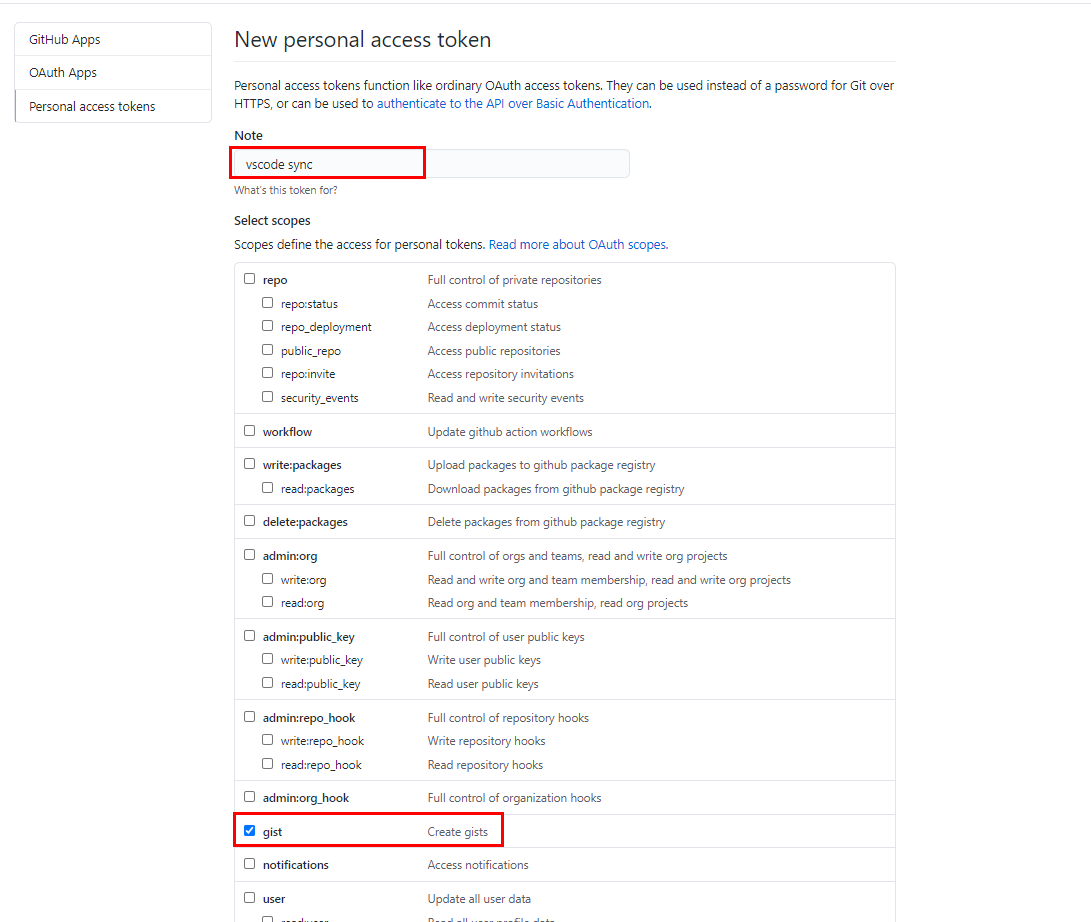 GitHub Apps
OAuth Apps
Personal access tokens
New personal access token
Personal access tokens function like ordinary OAuth access tokens. They can be used instead of a password for Git over
HTTPS, or can be used to authenticate to the API over Basic Authentication.
Note
vscode sync
What's this token for?
Select scopes
Scopes define the access for personal tokens. Read more about OAuth scopes.
repo Full control of private repositories
repo:status Access commit status
repo_deployment Access deployment status
public_repo Access public repositories
repo:invite Access repository invitations
security_events Read and write security events
workflow Update github action workflows
write:packages Upload packages to github package registry
read:packages Download packages from github package registry
delete:packages Delete packages from github package registry
admin:org Full control of orgs and teams, read and write org projects
write:org Read and write org and team membership, read and write org projects
read:org Read org and team membership, read org projects
admin:public_key Full control of user public keys
write:public_key Write user public keys
read:public_key Read user public keys
admin:repo_hook Full control of repository hooks
write:repo_hook Write repository hooks
read:repo_hook Read repository hooks
admin:org_hook Full control of organization hooks
gist Create gists
notifications Access notifications
user Update all user data